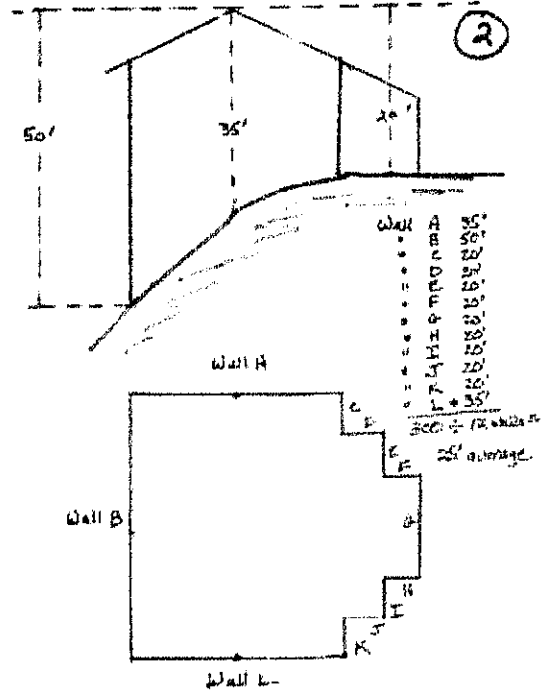 2
50'
35'
20'
Wall A 35'
" B 50'
" C 20'
" D 20'
" E 20'
" F 20'
" G 20'
" 20'
" 20'
" 20'
" K 20'
" L + 35'
300 ÷ 12 walls =
25' average.
Wall A
C
D
E
F
Wall B
G
H
I
J
K
Wall L